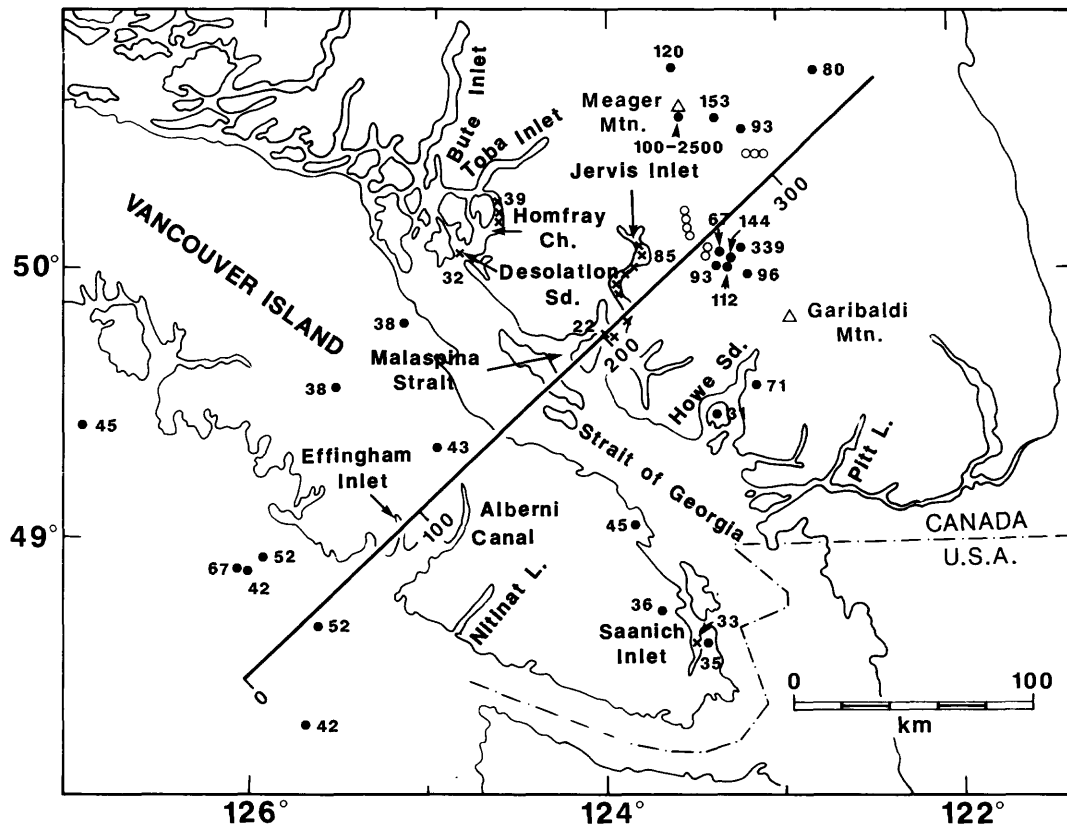 120
80
Meager
Mtn.
153
93
100-2500
Bute
Inlet
Toba Inlet
Jervis Inlet
300
39
Homfray
Ch.
67
144
339
85
50°
VANCOUVER ISLAND
32
Desolation
Sd.
93
96
112
Garibaldi
Mtn.
38
22
200
Malaspina
Strait
38
Howe Sd.
71
31
45
43
Strait of Georgia
Pitt L.
Effingham
Inlet
100
Alberni
Canal
49°
45
CANADA
U.S.A.
52
67
42
Nitinat L.
52
36
33
Saanich
Inlet
35
0
0
100
km
42
126°
124°
122°